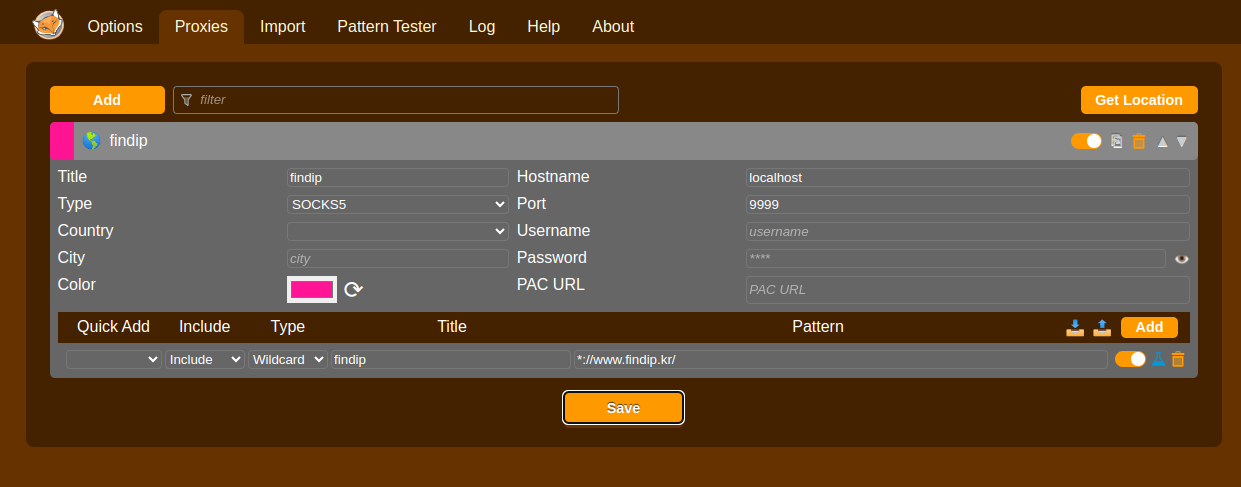 Options Proxies Import Pattern Tester Log Help About
Add filter Get Location
findip
Title findip Hostname localhost
Type SOCKS5 Port 9999
Country Username username
City city Password ****
Color PAC URL PAC URL
Quick Add Include Type Title Pattern Add
Include Wildcard findip *://www.findip.kr/
Save